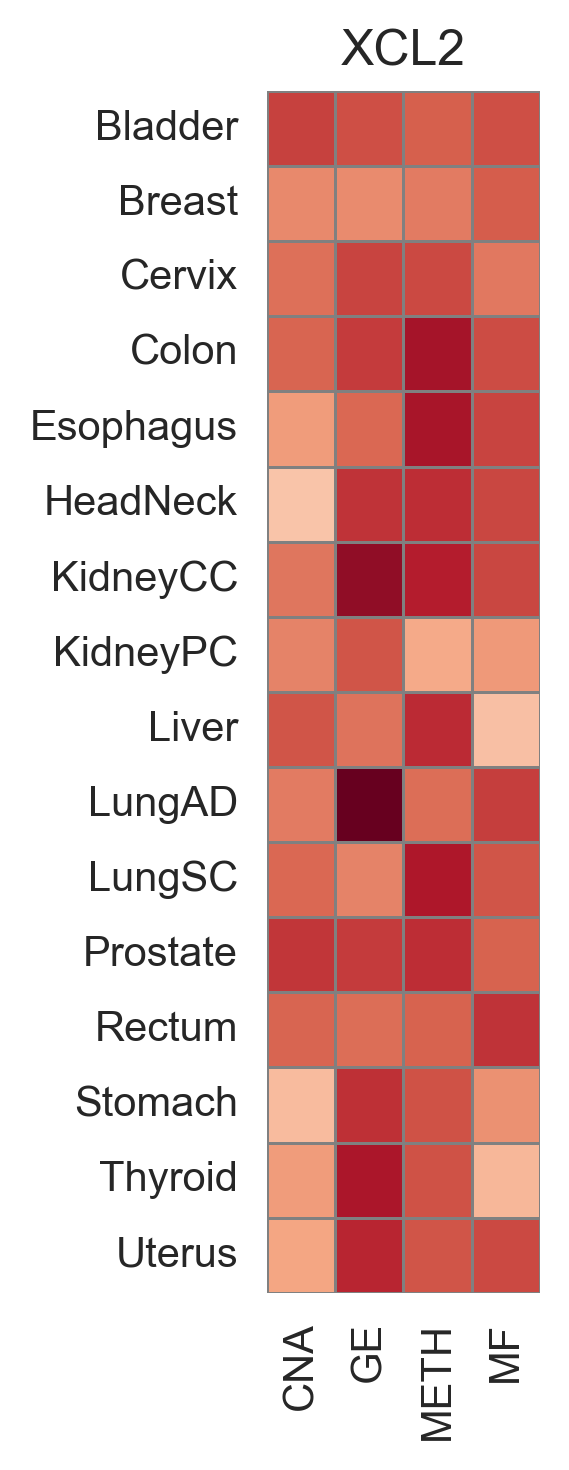 XCL2
Bladder
Breast
Cervix
Colon
Esophagus
HeadNeck
KidneyCC
KidneyPC
Liver
LungAD
LungSC
Prostate
Rectum
Stomach
Thyroid
Uterus
CNA
GE
METH
MF